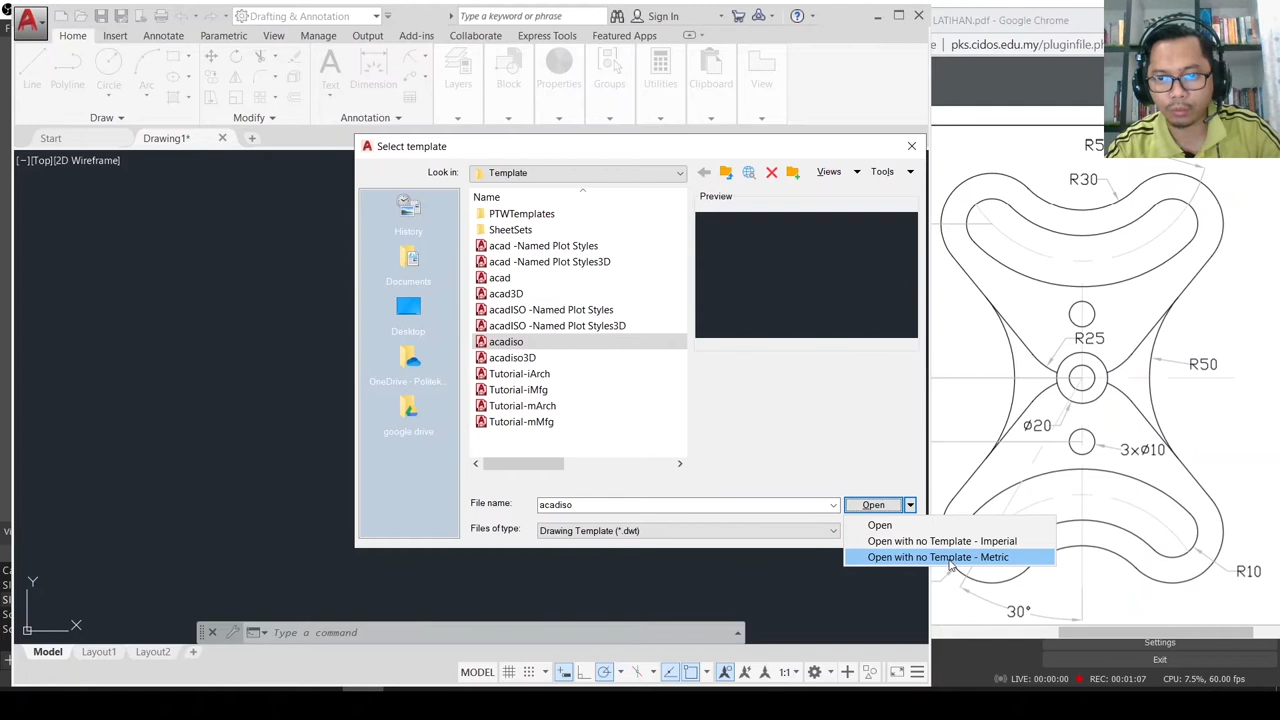 Drafting & Annotation
Type a keyword or phrase
Sign In
Home Insert Annotate Parametric View Manage Output Add-ins Collaborate Express Tools Featured Apps
Line Polyline Circle Arc Text Dimension Layers Block Properties Groups Utilities Clipboard View
Draw Modify Annotation
Start Drawing1*
[−][Top][2D Wireframe]
Select template
Look in: Template Views Tools
Name
PTWTemplates
SheetSets
acad -Named Plot Styles
acad -Named Plot Styles3D
acad
acad3D
acadISO -Named Plot Styles
acadISO -Named Plot Styles3D
acadiso
acadiso3D
Tutorial-iArch
Tutorial-iMfg
Tutorial-mArch
Tutorial-mMfg
History
Documents
Desktop
OneDrive - Politek...
google drive
Preview
File name: acadiso Open
Files of type: Drawing Template (*.dwt)
Open
Open with no Template - Imperial
Open with no Template - Metric
Y
X
Type a command
Model Layout1 Layout2 +
MODEL 1:1
LATIHAN.pdf - Google Chrome
pks.cidos.edu.my/pluginfile.ph
R30
R25
R50
ø20
3xø10
R10
30°
Settings
Exit
LIVE: 00:00:00 REC: 00:01:07 CPU: 7.5%, 60.00 fps